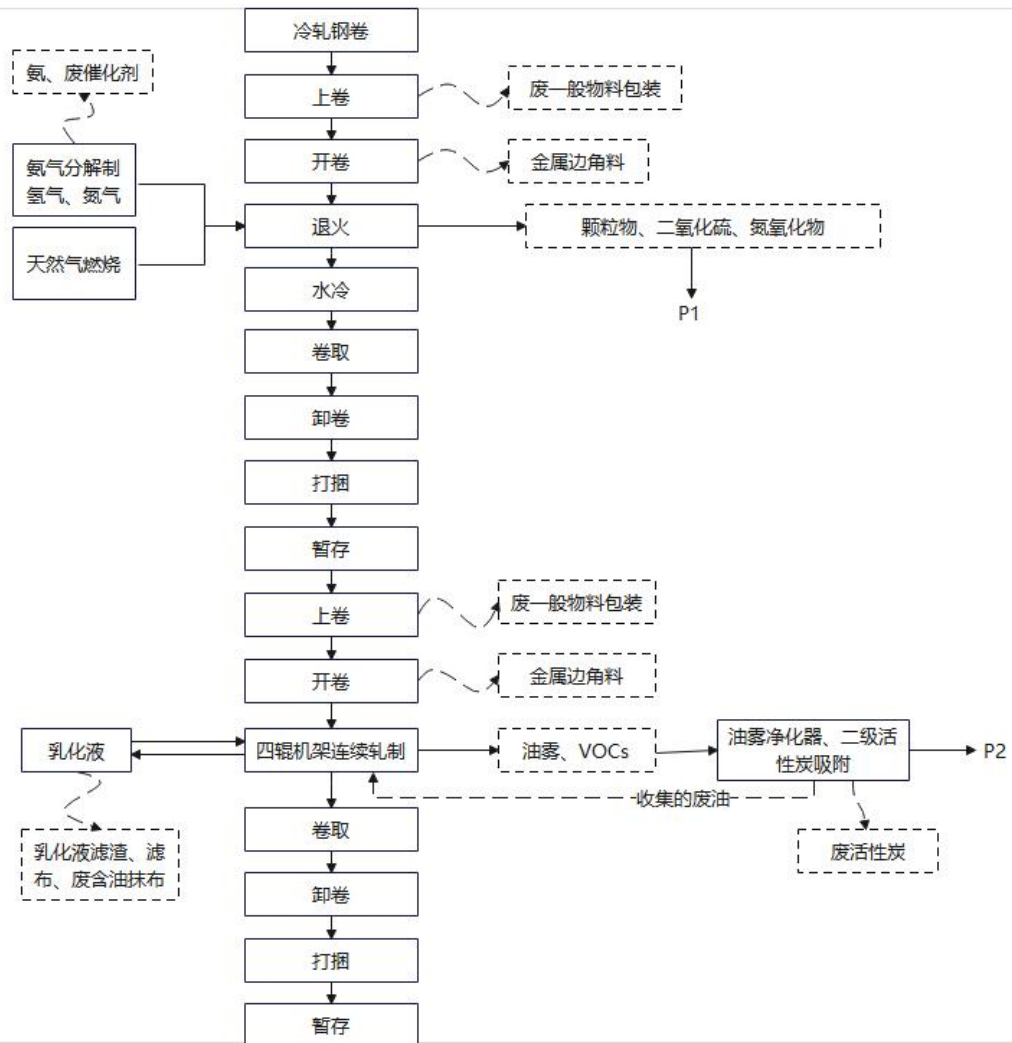 冷轧钢卷
氨、废催化剂
上卷
废一般物料包装
氨气分解制
氢气、氮气
开卷
金属边角料
退火
颗粒物、二氧化硫、氮氧化物
天然气燃烧
水冷
P1
卷取
卸卷
打捆
暂存
上卷
废一般物料包装
开卷
金属边角料
乳化液
四辊机架连续轧制
油雾、VOCs
油雾净化器、二级活
性炭吸附
P2
收集的废油
卷取
乳化液滤渣、滤
布、废含油抹布
废活性炭
卸卷
打捆
暂存